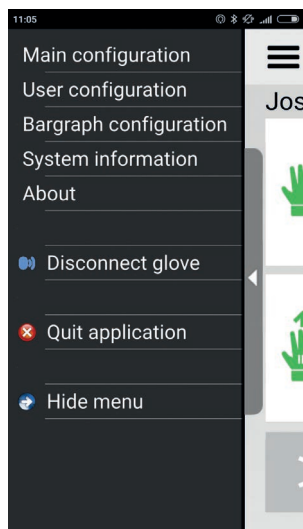 11:05
Main configuration
Jos
User configuration
Bargraph configuration
System information
About
Disconnect glove
Quit application
Hide menu